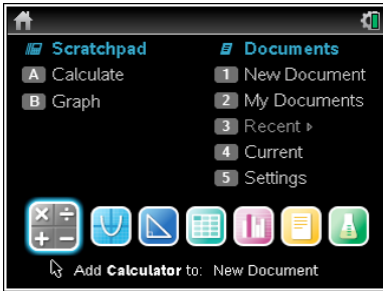 Scratchpad
A Calculate
B Graph
Documents
1 New Document
2 My Documents
3 Recent ▸
4 Current
5 Settings
Add Calculator to: New Document